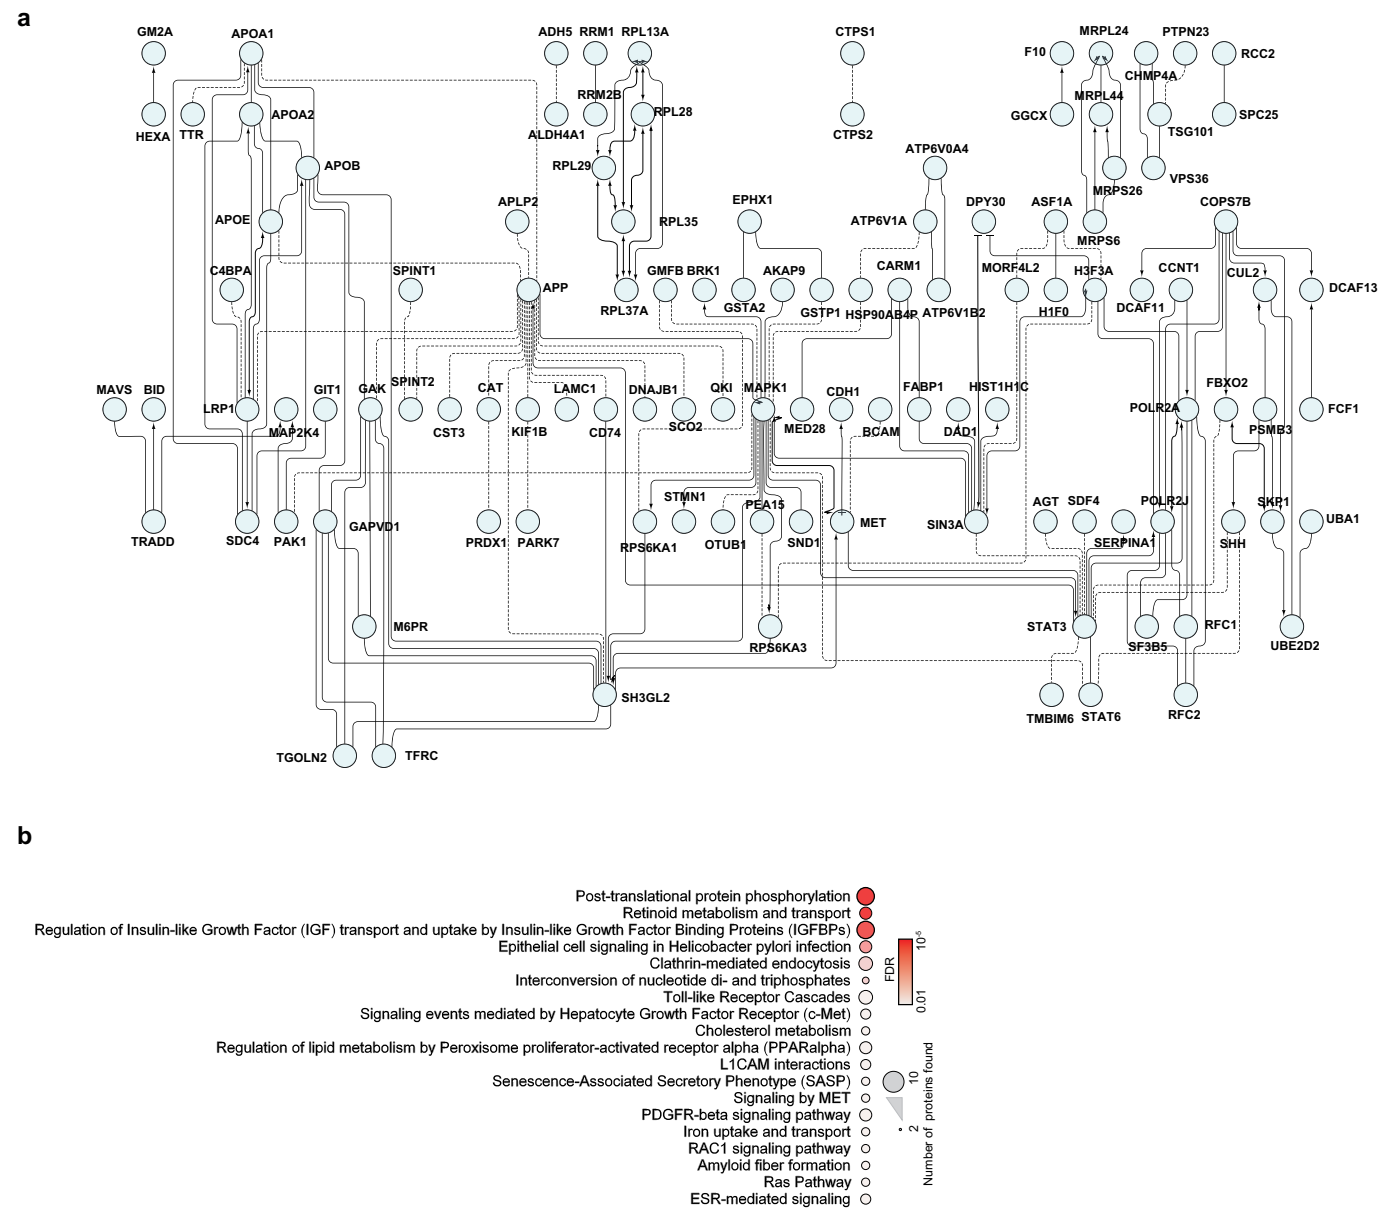 a
GM2A
APOA1
ADH5
RRM1
RPL13A
CTPS1
MRPL24
PTPN23
F10
RCC2
CHMP4A
RRM2B
MRPL44
HEXA
TTR
APOA2
ALDH4A1
RPL28
CTPS2
GGCX
TSG101
SPC25
APOB
RPL29
ATP6V0A4
MRPS26
VPS36
APOE
APLP2
RPL35
EPHX1
ATP6V1A
DPY30
ASF1A
MRPS6
COPS7B
C4BPA
SPINT1
APP
RPL37A
GMFB
BRK1
GSTA2
AKAP9
GSTP1
HSP90AB4P
CARM1
ATP6V1B2
MORF4L2
H1F0
H3F3A
DCAF11
CCNT1
CUL2
DCAF13
MAVS
BID
LRP1
MAP2K4
GIT1
GAK
SPINT2
CST3
CAT
KIF1B
LAMC1
CD74
DNAJB1
SCO2
QKI
MAPK1
MED28
CDH1
BCAM
FABP1
DAD1
HIST1H1C
POLR2A
FBXO2
PSMB3
FCF1
TRADD
SDC4
PAK1
GAPVD1
PRDX1
PARK7
RPS6KA1
STMN1
OTUB1
PEA15
SND1
MET
SIN3A
AGT
SDF4
SERPINA1
POLR2J
SHH
SKP1
UBA1
M6PR
RPS6KA3
STAT3
SF3B5
RFC1
UBE2D2
SH3GL2
TMBIM6
STAT6
RFC2
TGOLN2
TFRC
b
Post-translational protein phosphorylation
Retinoid metabolism and transport
Regulation of Insulin-like Growth Factor (IGF) transport and uptake by Insulin-like Growth Factor Binding Proteins (IGFBPs)
Epithelial cell signaling in Helicobacter pylori infection
Clathrin-mediated endocytosis
Interconversion of nucleotide di- and triphosphates
Toll-like Receptor Cascades
Signaling events mediated by Hepatocyte Growth Factor Receptor (c-Met)
Cholesterol metabolism
Regulation of lipid metabolism by Peroxisome proliferator-activated receptor alpha (PPARalpha)
L1CAM interactions
Senescence-Associated Secretory Phenotype (SASP)
Signaling by MET
PDGFR-beta signaling pathway
Iron uptake and transport
RAC1 signaling pathway
Amyloid fiber formation
Ras Pathway
ESR-mediated signaling
FDR
10⁻⁵
0.01
10
2
Number of proteins found